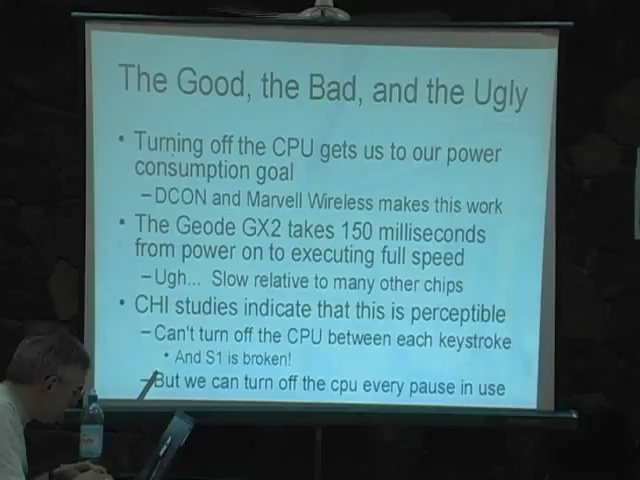 The Good, the Bad, and the Ugly
• Turning off the CPU gets us to our power
consumption goal
–DCON and Marvell Wireless makes this work
• The Geode GX2 takes 150 milliseconds
from power on to executing full speed
–Ugh... Slow relative to many other chips
• CHI studies indicate that this is perceptible
–Can't turn off the CPU between each keystroke
• And S1 is broken!
–But we can turn off the cpu every pause in use